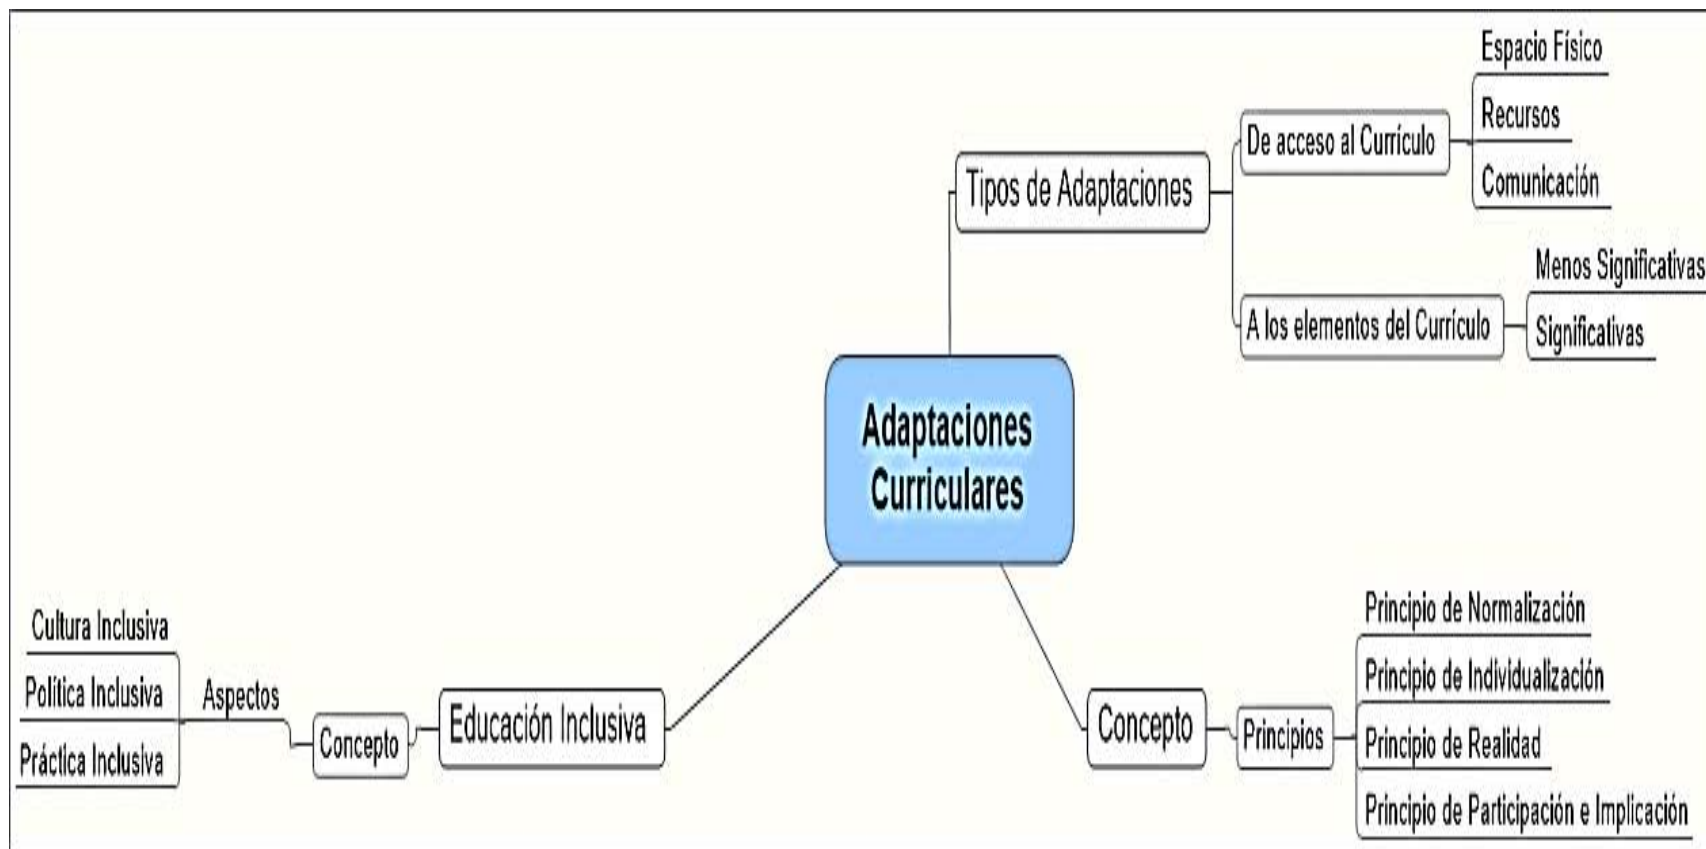 Adaptaciones
Curriculares
Tipos de Adaptaciones
De acceso al Currículo
Espacio Físico
Recursos
Comunicación
A los elementos del Currículo
Menos Significativas
Significativas
Concepto
Principios
Principio de Normalización
Principio de Individualización
Principio de Realidad
Principio de Participación e Implicación
Educación Inclusiva
Concepto
Aspectos
Cultura Inclusiva
Política Inclusiva
Práctica Inclusiva